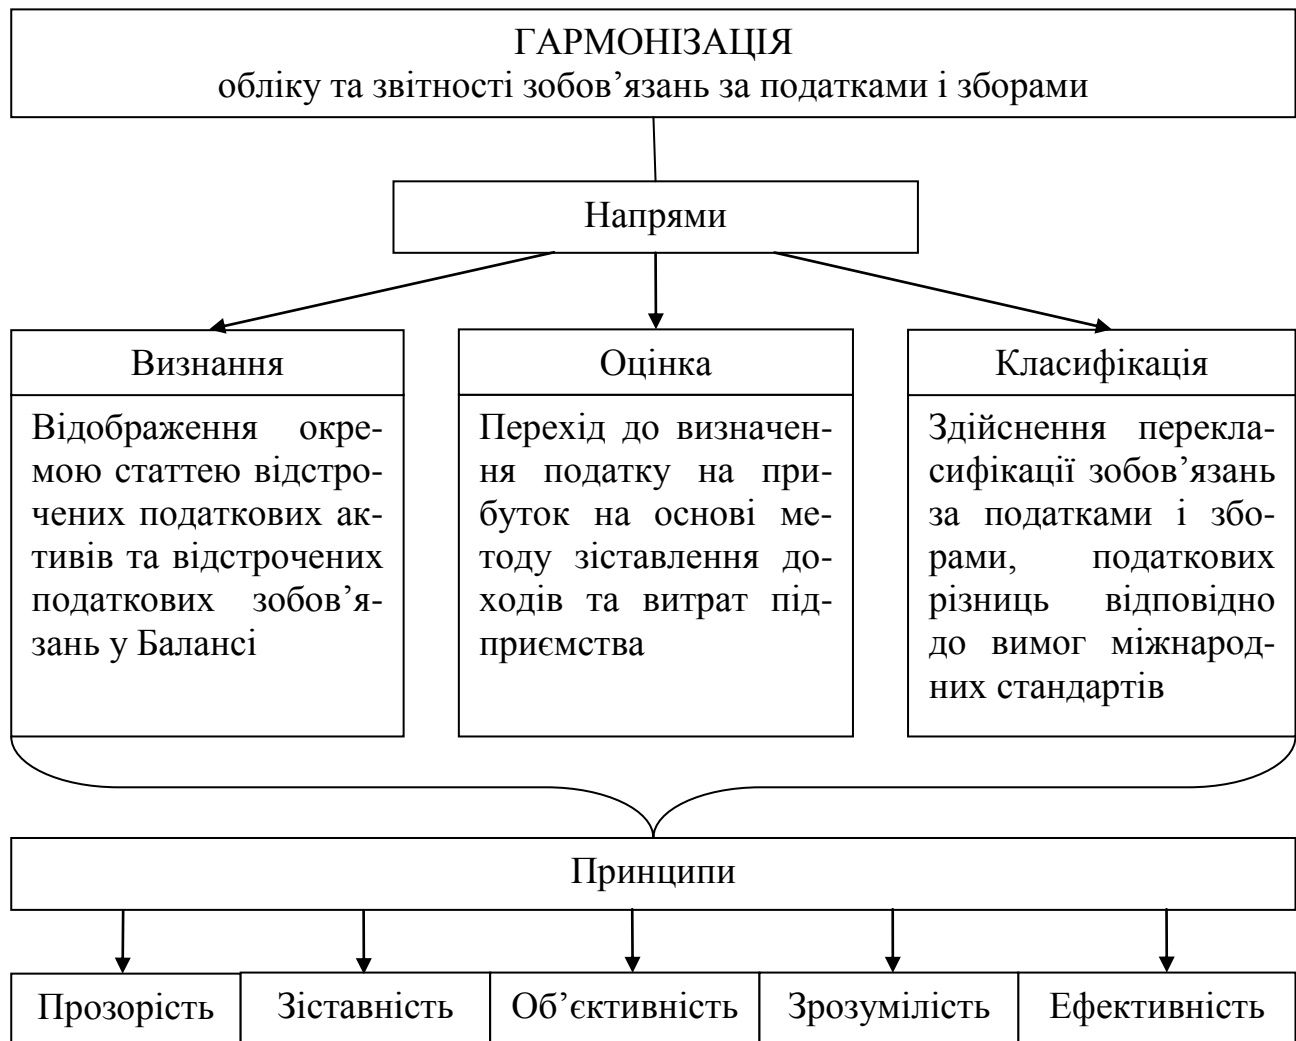 ГАРМОНІЗАЦІЯ
обліку та звітності зобов’язань за податками і зборами
Напрями
Визнання
Відображення окре-
мою статтею відстро-
чених податкових ак-
тивів та відстрочених
податкових зобов’я-
зань у Балансі
Оцінка
Перехід до визначен-
ня податку на при-
буток на основі ме-
тоду зіставлення до-
ходів та витрат під-
приємства
Класифікація
Здійснення перекла-
сифікації зобов’язань
за податками і збо-
рами, податкових
різниць відповідно
до вимог міжнарод-
них стандартів
Принципи
Прозорість
Зіставність
Об’єктивність
Зрозумілість
Ефективність